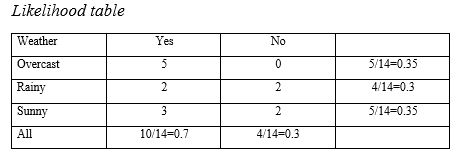 Likelihood table
Weather Yes No
Overcast 5 0 5/14=0.35
Rainy 2 2 4/14=0.3
Sunny 3 2 5/14=0.35
All 10/14=0.7 4/14=0.3